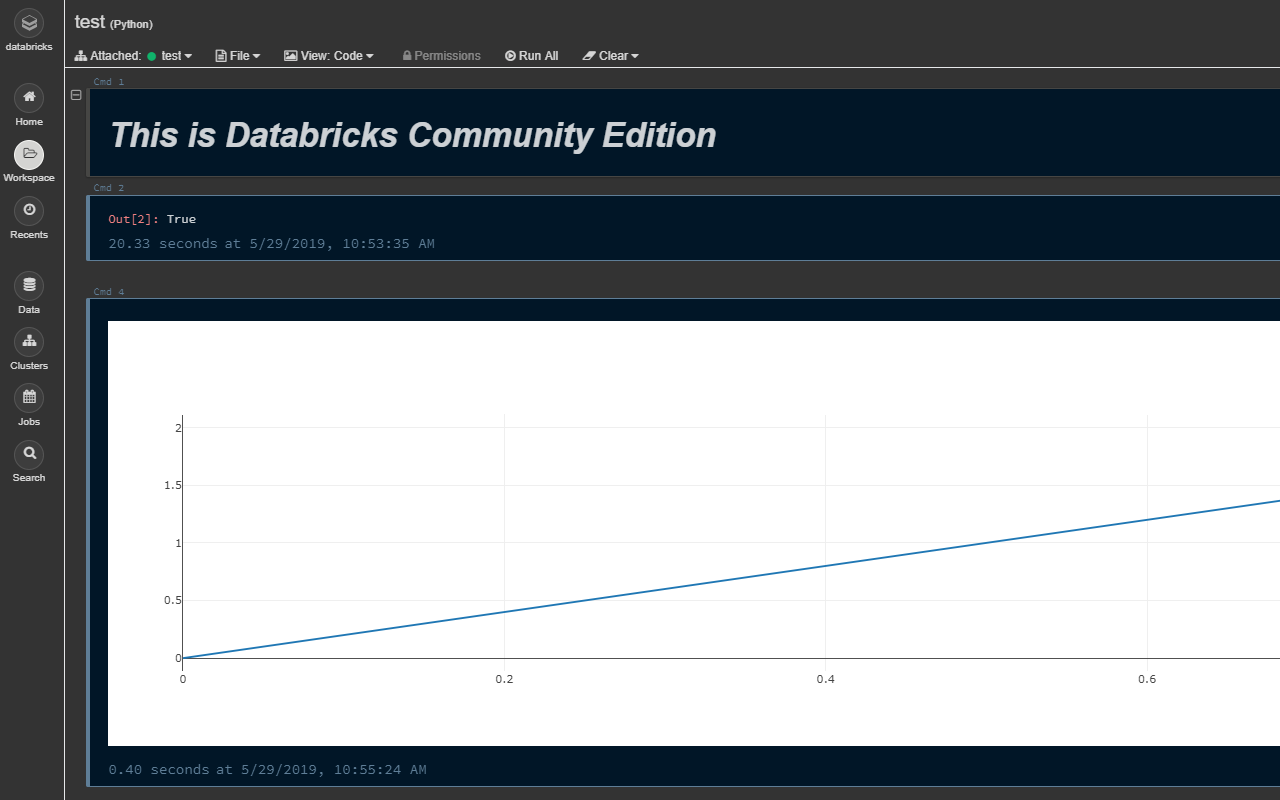 databricks
Home
Workspace
Recents
Data
Clusters
Jobs
Search
test (Python)
Attached: test File View: Code Permissions Run All Clear
Cmd 1
This is Databricks Community Edition
Cmd 2
Out[2]: True
20.33 seconds at 5/29/2019, 10:53:35 AM
Cmd 4
2
1.5
1
0.5
0
0 0.2 0.4 0.6
0.40 seconds at 5/29/2019, 10:55:24 AM